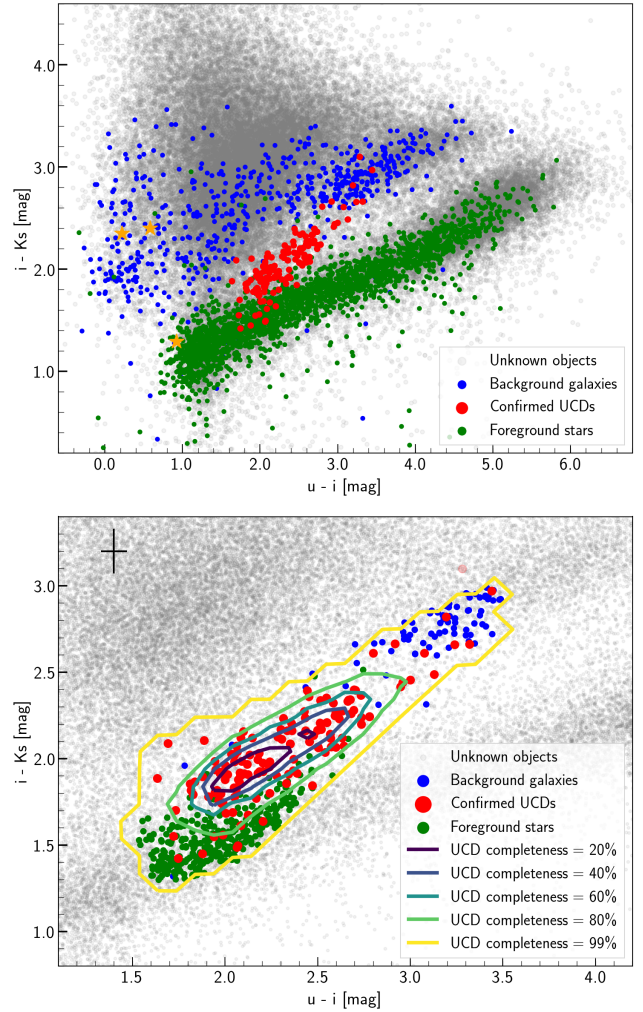 4.0
3.0
2.0
1.0
i - Ks [mag]
Unknown objects
Background galaxies
Confirmed UCDs
Foreground stars
0.0 1.0 2.0 3.0 4.0 5.0 6.0
u - i [mag]
3.0
2.5
2.0
1.5
1.0
i - Ks [mag]
Unknown objects
Background galaxies
Confirmed UCDs
Foreground stars
UCD completeness = 20%
UCD completeness = 40%
UCD completeness = 60%
UCD completeness = 80%
UCD completeness = 99%
1.5 2.0 2.5 3.0 3.5 4.0
u - i [mag]